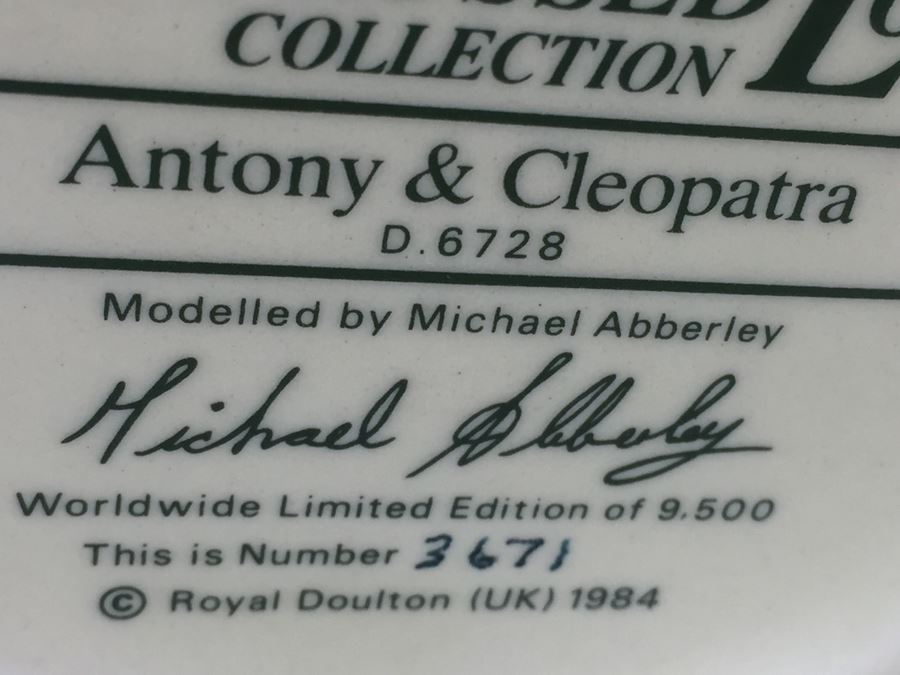 COLLECTION
Antony & Cleopatra
D.6728
Modelled by Michael Abberley
Michael Abberley
Worldwide Limited Edition of 9,500
This is Number 3671
© Royal Doulton (UK) 1984